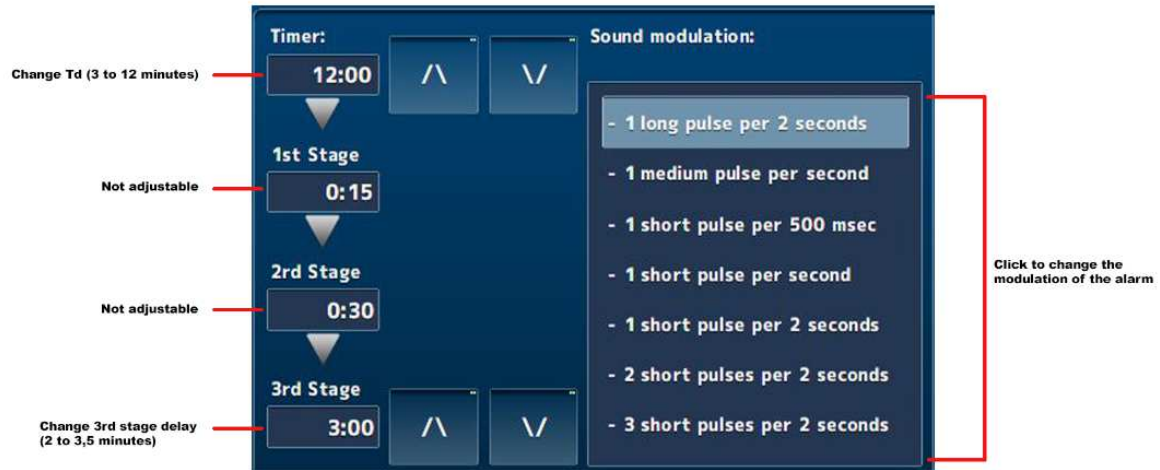 Timer:
Change Td (3 to 12 minutes)
12:00
/\
\/
1st Stage
Not adjustable
0:15
2rd Stage
Not adjustable
0:30
3rd Stage
Change 3rd stage delay
(2 to 3,5 minutes)
3:00
/\
\/
Sound modulation:
- 1 long pulse per 2 seconds
- 1 medium pulse per second
- 1 short pulse per 500 msec
- 1 short pulse per second
- 1 short pulse per 2 seconds
- 2 short pulses per 2 seconds
- 3 short pulses per 2 seconds
Click to change the
modulation of the alarm